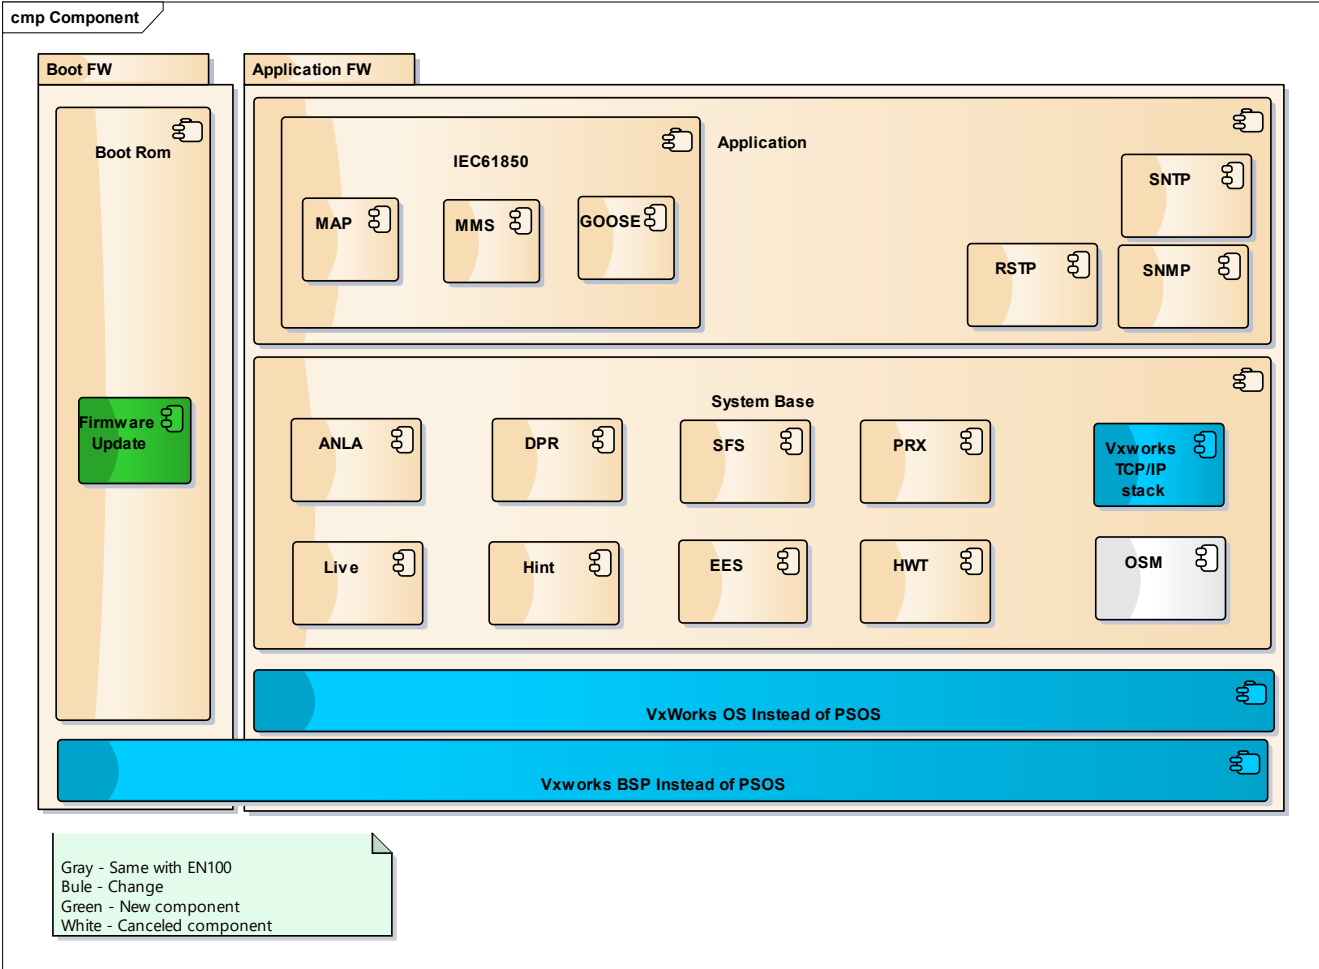 cmp Component
Boot FW
Application FW
Boot Rom
Application
IEC61850
MAP
MMS
GOOSE
SNTP
RSTP
SNMP
Firmware
Update
System Base
ANLA
DPR
SFS
PRX
Vxworks
TCP/IP
stack
Live
Hint
EES
HWT
OSM
VxWorks OS Instead of PSOS
Vxworks BSP Instead of PSOS
Gray - Same with EN100
Bule - Change
Green - New component
White - Canceled component